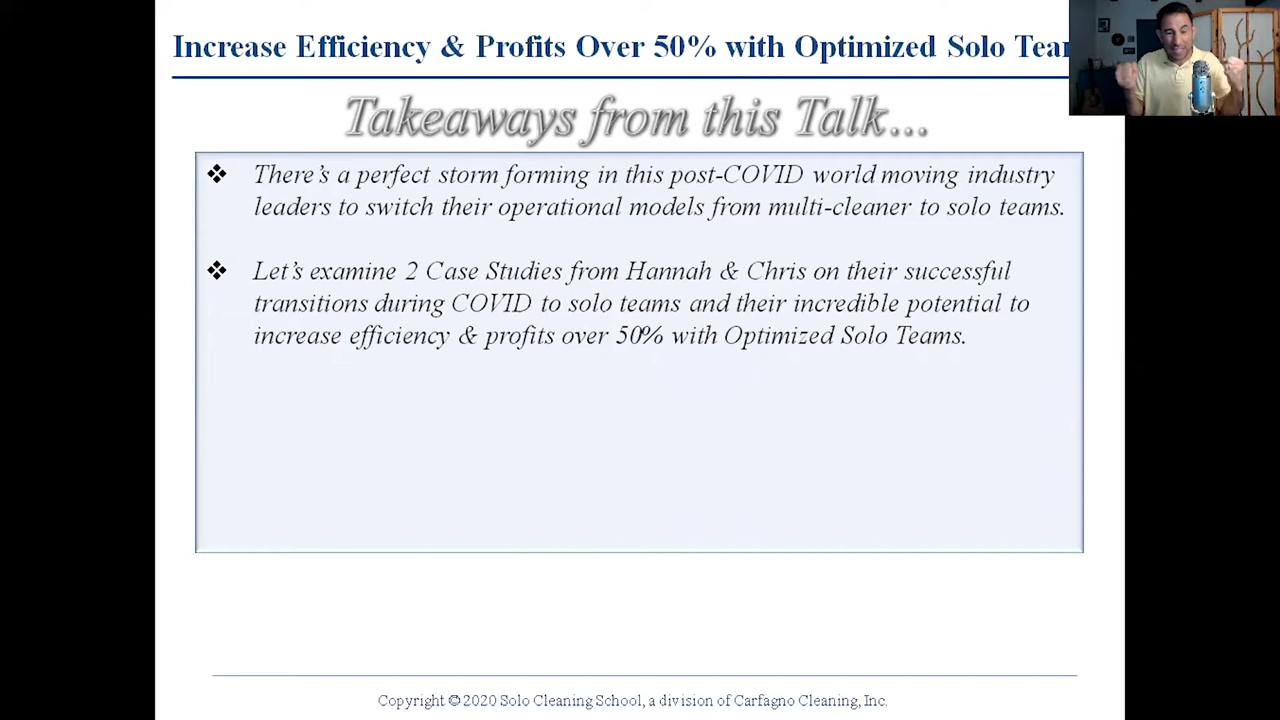 Increase Efficiency & Profits Over 50% with Optimized Solo
Takeaways from this Talk...
❖ There's a perfect storm forming in this post-COVID world moving industry
leaders to switch their operational models from multi-cleaner to solo teams.
❖ Let's examine 2 Case Studies from Hannah & Chris on their successful
transitions during COVID to solo teams and their incredible potential to
increase efficiency & profits over 50% with Optimized Solo Teams.
Copyright © 2020 Solo Cleaning School, a division of Carfagno Cleaning, Inc.